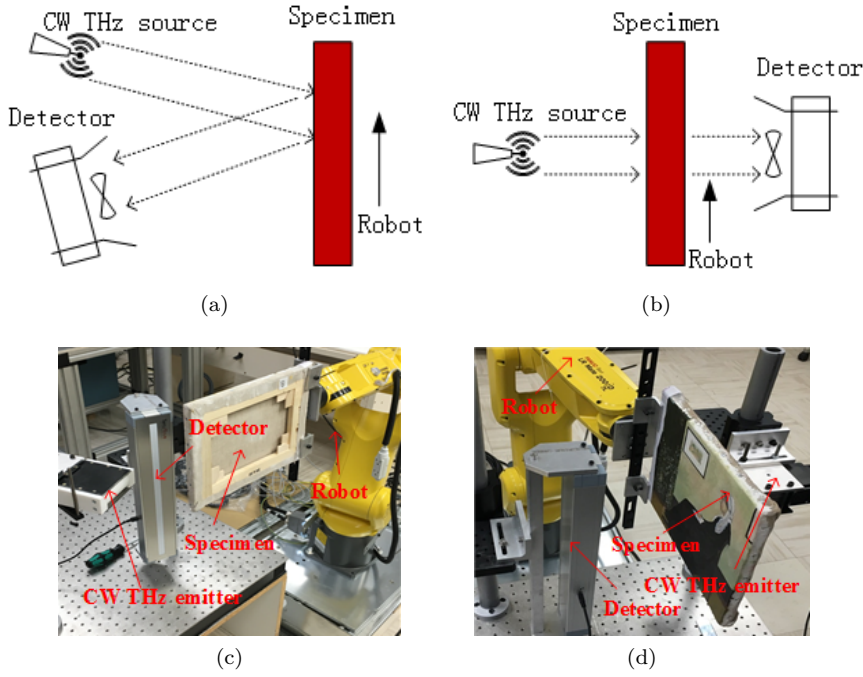 CW THz source
Specimen
Detector
Robot
(a)
Specimen
Detector
CW THz source
Robot
(b)
Detector
Robot
Specimen
CW THz emitter
(c)
Robot
Specimen
CW THz emitter
Detector
(d)